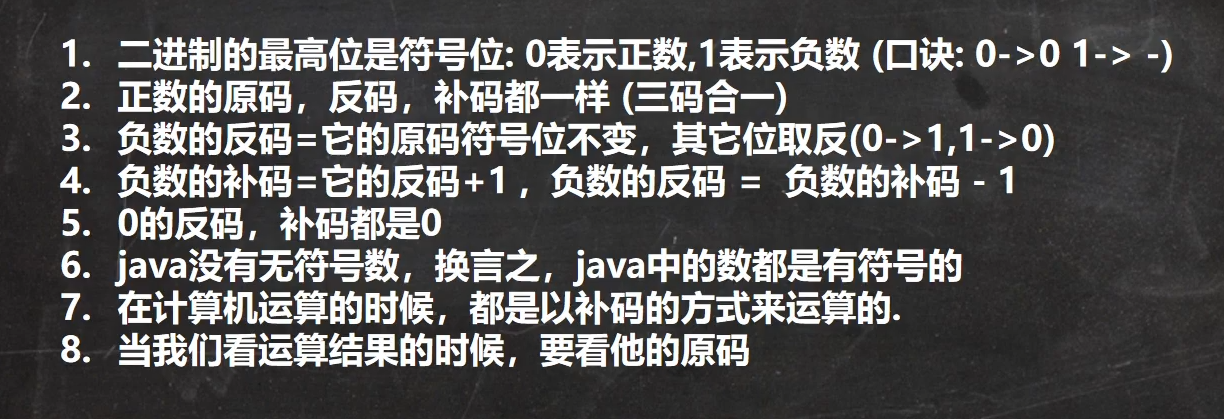 1. 二进制的最高位是符号位: 0表示正数,1表示负数 (口诀: 0->0 1-> -)
2. 正数的原码，反码，补码都一样 (三码合一)
3. 负数的反码=它的原码符号位不变，其它位取反(0->1,1->0)
4. 负数的补码=它的反码+1 ，负数的反码 = 负数的补码 - 1
5. 0的反码，补码都是0
6. java没有无符号数，换言之，java中的数都是有符号的
7. 在计算机运算的时候，都是以补码的方式来运算的.
8. 当我们看运算结果的时候，要看他的原码